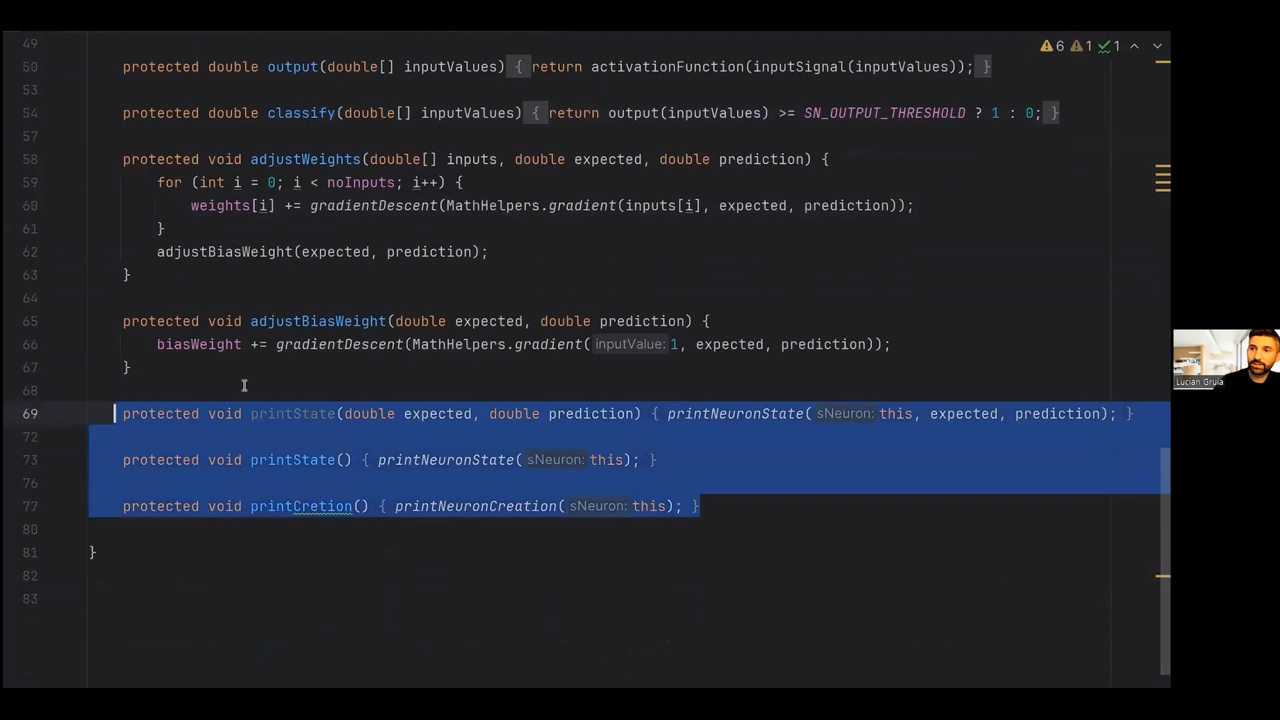 49
6 1 1
50 protected double output(double[] inputValues) { return activationFunction(inputSignal(inputValues)); }
53
54 protected double classify(double[] inputValues) { return output(inputValues) >= SN_OUTPUT_THRESHOLD ? 1 : 0; }
57
58 protected void adjustWeights(double[] inputs, double expected, double prediction) {
59 for (int i = 0; i < noInputs; i++) {
60 weights[i] += gradientDescent(MathHelpers.gradient(inputs[i], expected, prediction));
61 }
62 adjustBiasWeight(expected, prediction);
63 }
64
65 protected void adjustBiasWeight(double expected, double prediction) {
66 biasWeight += gradientDescent(MathHelpers.gradient( inputValue: 1, expected, prediction));
67 }
68
69 protected void printState(double expected, double prediction) { printNeuronState( sNeuron: this, expected, prediction); }
72
73 protected void printState() { printNeuronState( sNeuron: this); }
76
77 protected void printCretion() { printNeuronCreation( sNeuron: this); }
80
81 }
82
83
Lucian Gruia